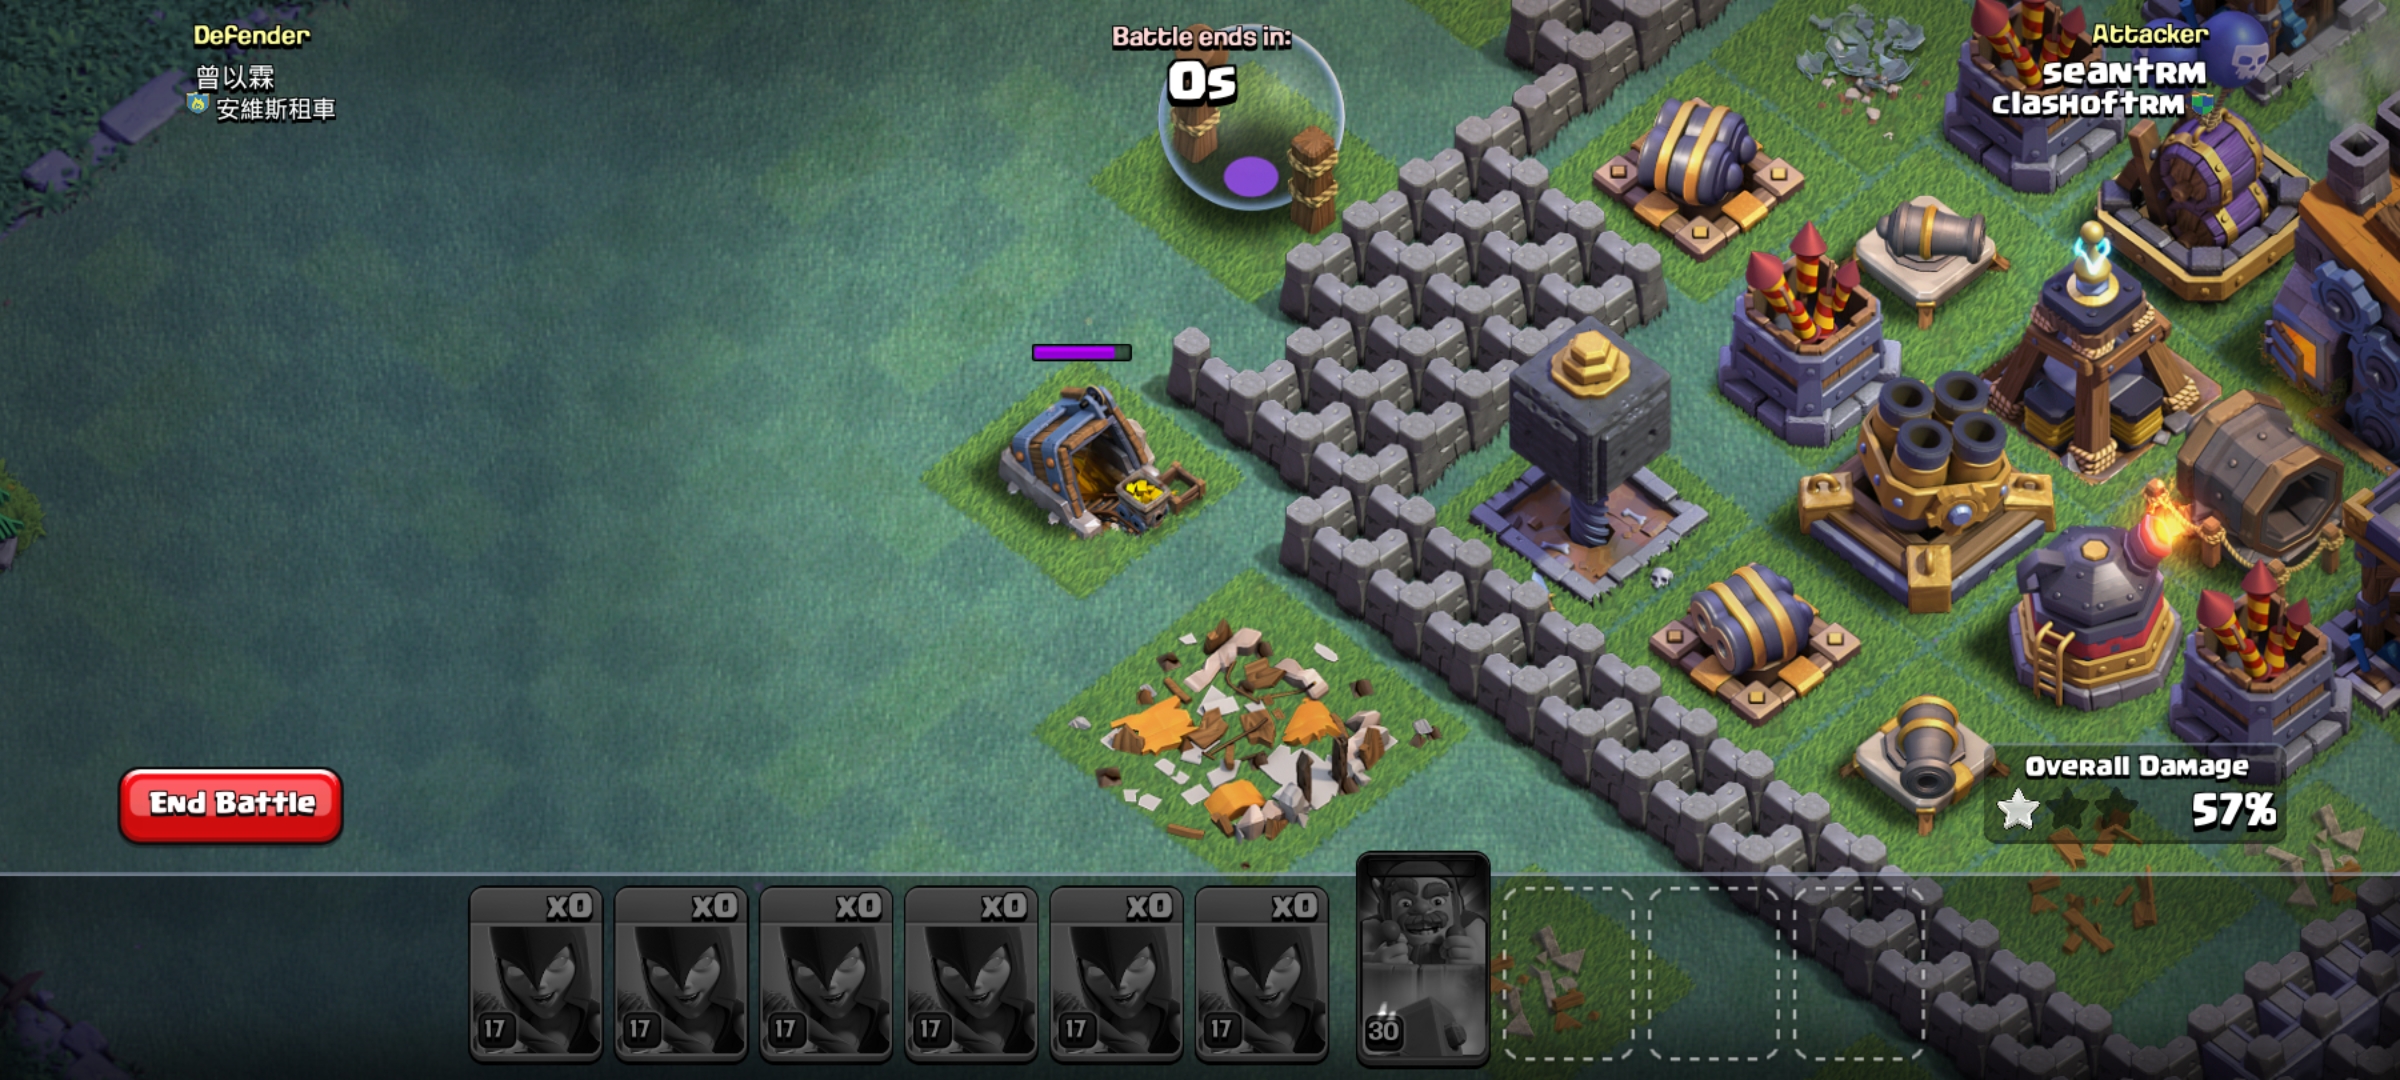 Defender
曾以霖
安維斯租車
Battle ends in:
0s
Attacker
seantRM
clashoftRM
End Battle
Overall Damage
57%
x0 x0 x0 x0 x0 x0
17 17 17 17 17 17 30